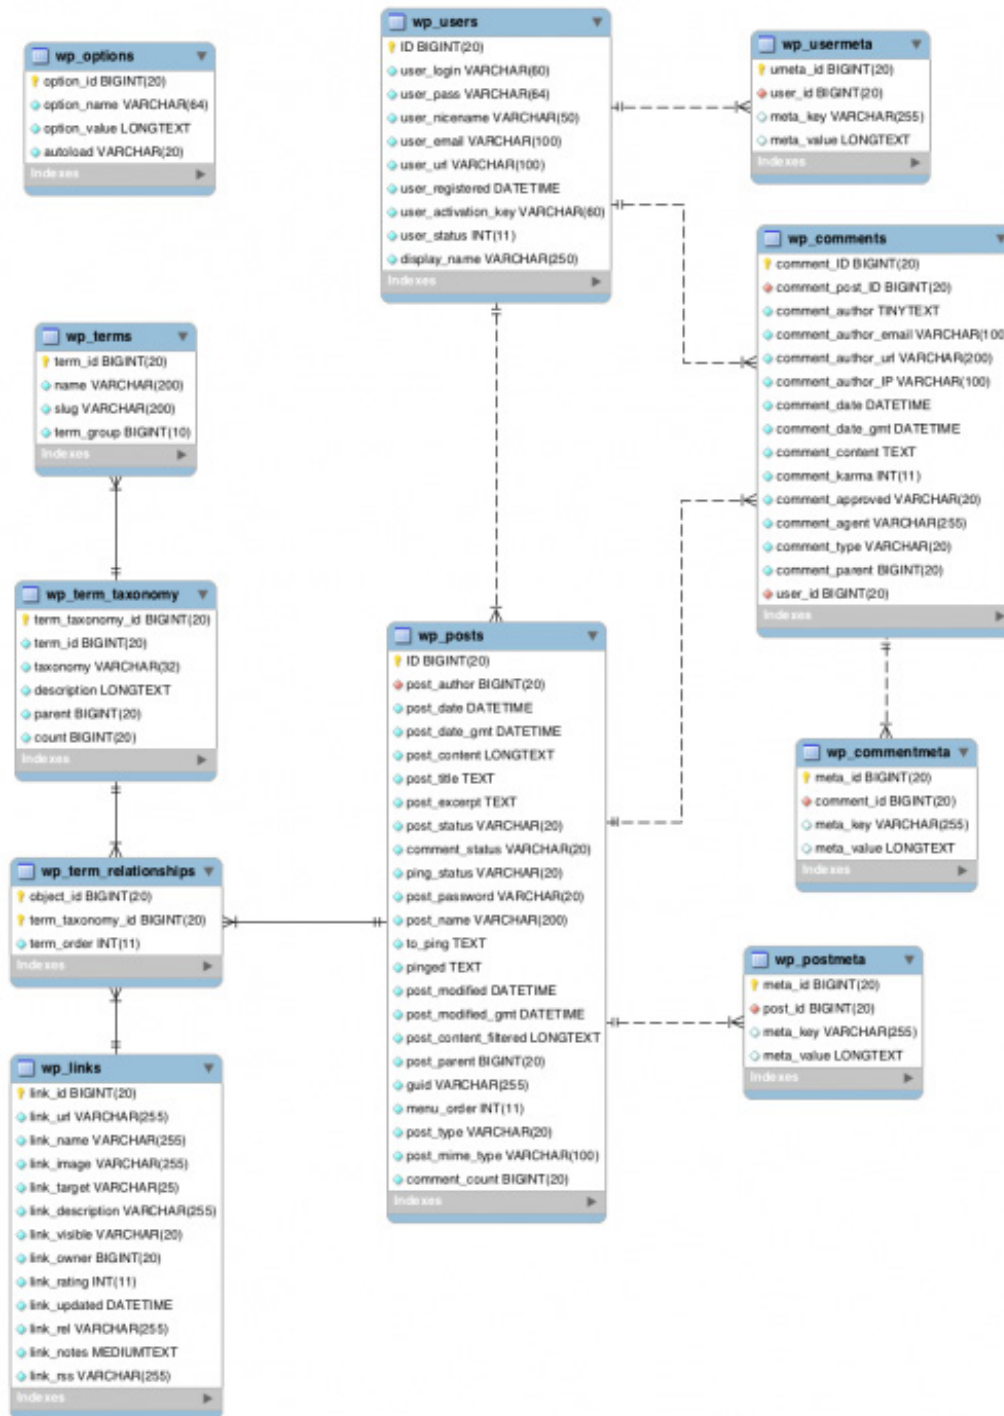 wp_options
option_id BIGINT(20)
option_name VARCHAR(64)
option_value LONGTEXT
autoload VARCHAR(20)
Indexes
wp_users
ID BIGINT(20)
user_login VARCHAR(60)
user_pass VARCHAR(64)
user_nicename VARCHAR(50)
user_email VARCHAR(100)
user_url VARCHAR(100)
user_registered DATETIME
user_activation_key VARCHAR(60)
user_status INT(11)
display_name VARCHAR(250)
Indexes
wp_usermeta
umeta_id BIGINT(20)
user_id BIGINT(20)
meta_key VARCHAR(255)
meta_value LONGTEXT
Indexes
wp_comments
comment_ID BIGINT(20)
comment_post_ID BIGINT(20)
comment_author TINYTEXT
comment_author_email VARCHAR(100
comment_author_url VARCHAR(200)
comment_author_IP VARCHAR(100)
comment_date DATETIME
comment_date_gmt DATETIME
comment_content TEXT
comment_karma INT(11)
comment_approved VARCHAR(20)
comment_agent VARCHAR(255)
comment_type VARCHAR(20)
comment_parent BIGINT(20)
user_id BIGINT(20)
Indexes
wp_terms
term_id BIGINT(20)
name VARCHAR(200)
slug VARCHAR(200)
term_group BIGINT(10)
Indexes
wp_term_taxonomy
term_taxonomy_id BIGINT(20)
term_id BIGINT(20)
taxonomy VARCHAR(32)
description LONGTEXT
parent BIGINT(20)
count BIGINT(20)
Indexes
wp_posts
ID BIGINT(20)
post_author BIGINT(20)
post_date DATETIME
post_date_gmt DATETIME
post_content LONGTEXT
post_title TEXT
post_excerpt TEXT
post_status VARCHAR(20)
comment_status VARCHAR(20)
ping_status VARCHAR(20)
post_password VARCHAR(20)
post_name VARCHAR(200)
to_ping TEXT
pinged TEXT
post_modified DATETIME
post_modified_gmt DATETIME
post_content_filtered LONGTEXT
post_parent BIGINT(20)
guid VARCHAR(255)
menu_order INT(11)
post_type VARCHAR(20)
post_mime_type VARCHAR(100)
comment_count BIGINT(20)
Indexes
wp_commentmeta
meta_id BIGINT(20)
comment_id BIGINT(20)
meta_key VARCHAR(255)
meta_value LONGTEXT
Indexes
wp_term_relationships
object_id BIGINT(20)
term_taxonomy_id BIGINT(20)
term_order INT(11)
Indexes
wp_postmeta
meta_id BIGINT(20)
post_id BIGINT(20)
meta_key VARCHAR(255)
meta_value LONGTEXT
Indexes
wp_links
link_id BIGINT(20)
link_url VARCHAR(255)
link_name VARCHAR(255)
link_image VARCHAR(255)
link_target VARCHAR(25)
link_description VARCHAR(255)
link_visible VARCHAR(20)
link_owner BIGINT(20)
link_rating INT(11)
link_updated DATETIME
link_rel VARCHAR(255)
link_notes MEDIUMTEXT
link_rss VARCHAR(255)
Indexes